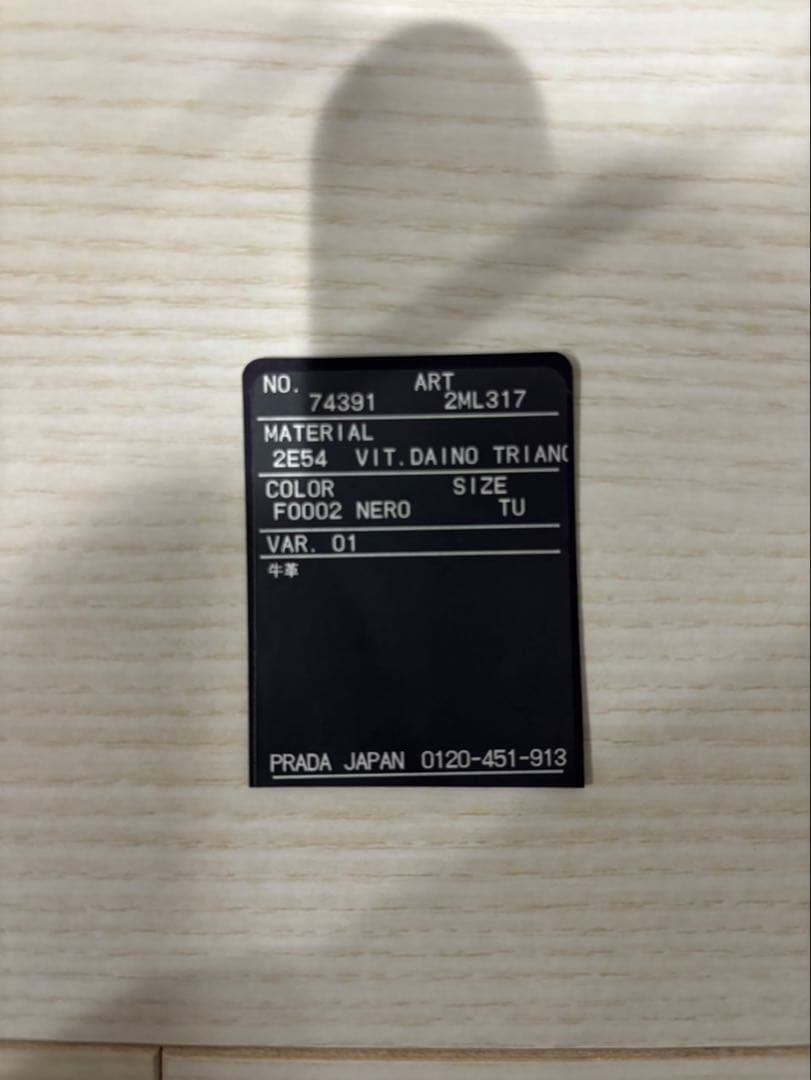 NO. ART
74391 2ML317
MATERIAL
2E54 VIT.DAINO TRIANG
COLOR SIZE
F0002 NERO TU
VAR. 01
牛革
PRADA JAPAN 0120-451-913